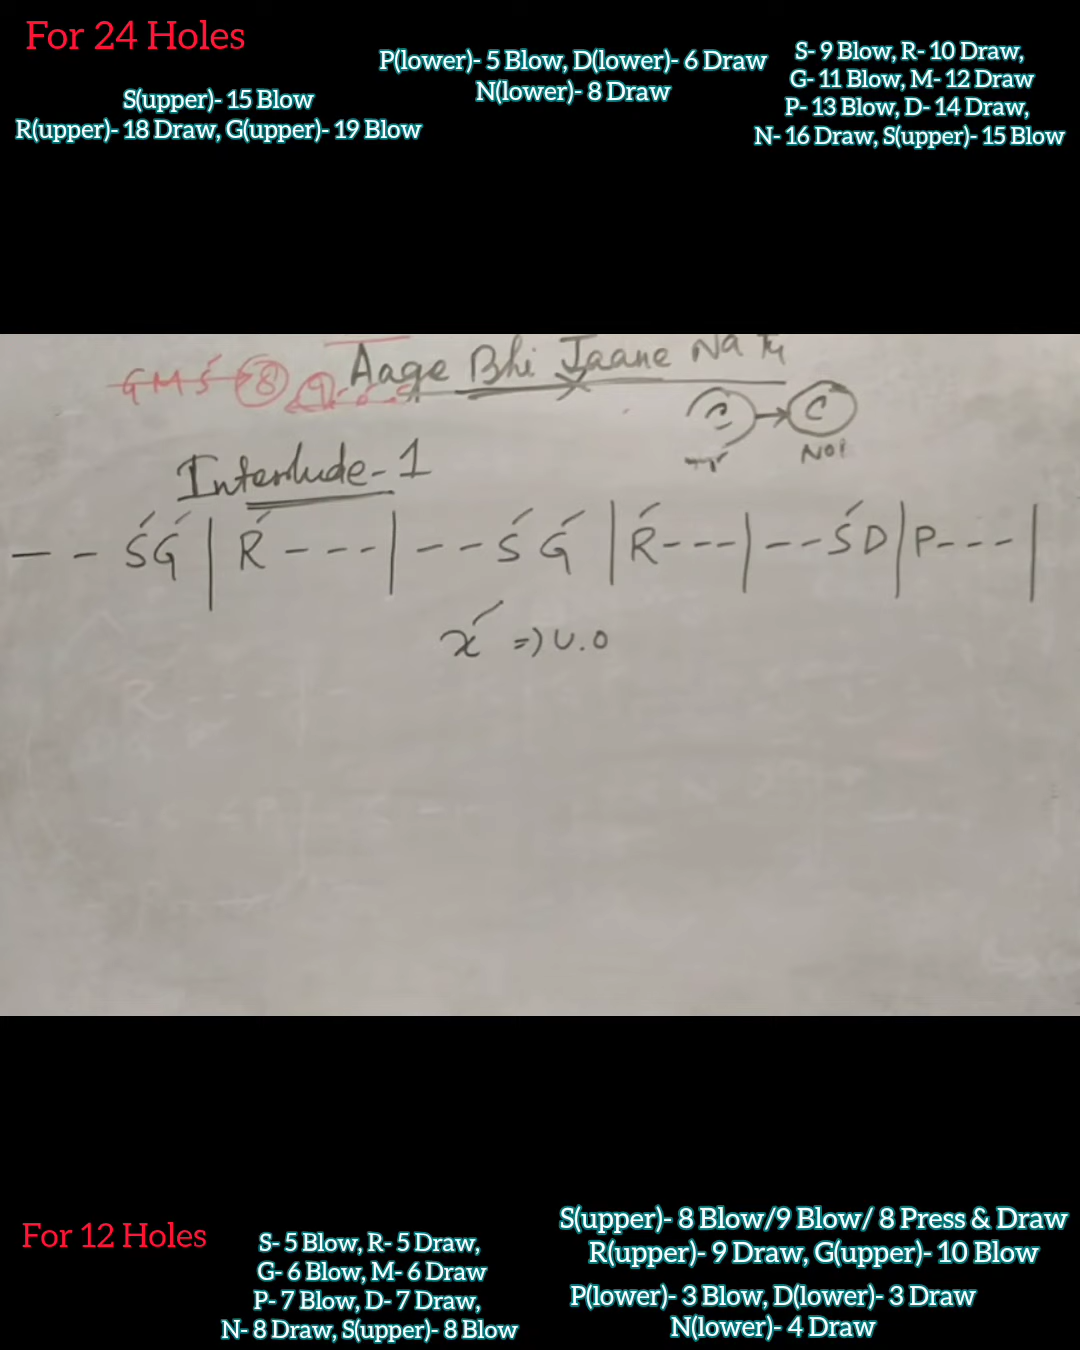 For 24 Holes
S(upper)- 15 Blow
R(upper)- 18 Draw, G(upper)- 19 Blow
P(lower)- 5 Blow, D(lower)- 6 Draw
N(lower)- 8 Draw
S- 9 Blow, R- 10 Draw,
G- 11 Blow, M- 12 Draw
P- 13 Blow, D- 14 Draw,
N- 16 Draw, S(upper)- 15 Blow
G M Ś 8 9
Aage Bhi Jaane Na Tu
C → C
Interlude-1
– – Ś Ǵ | Ŕ - - - | - - - Ś Ǵ | Ŕ - - - | - - - Ś D | P - - - |
x́ => U.O
For 12 Holes
S- 5 Blow, R- 5 Draw,
G- 6 Blow, M- 6 Draw
P- 7 Blow, D- 7 Draw,
N- 8 Draw, S(upper)- 8 Blow
S(upper)- 8 Blow/9 Blow/ 8 Press & Draw
R(upper)- 9 Draw, G(upper)- 10 Blow
P(lower)- 3 Blow, D(lower)- 3 Draw
N(lower)- 4 Draw